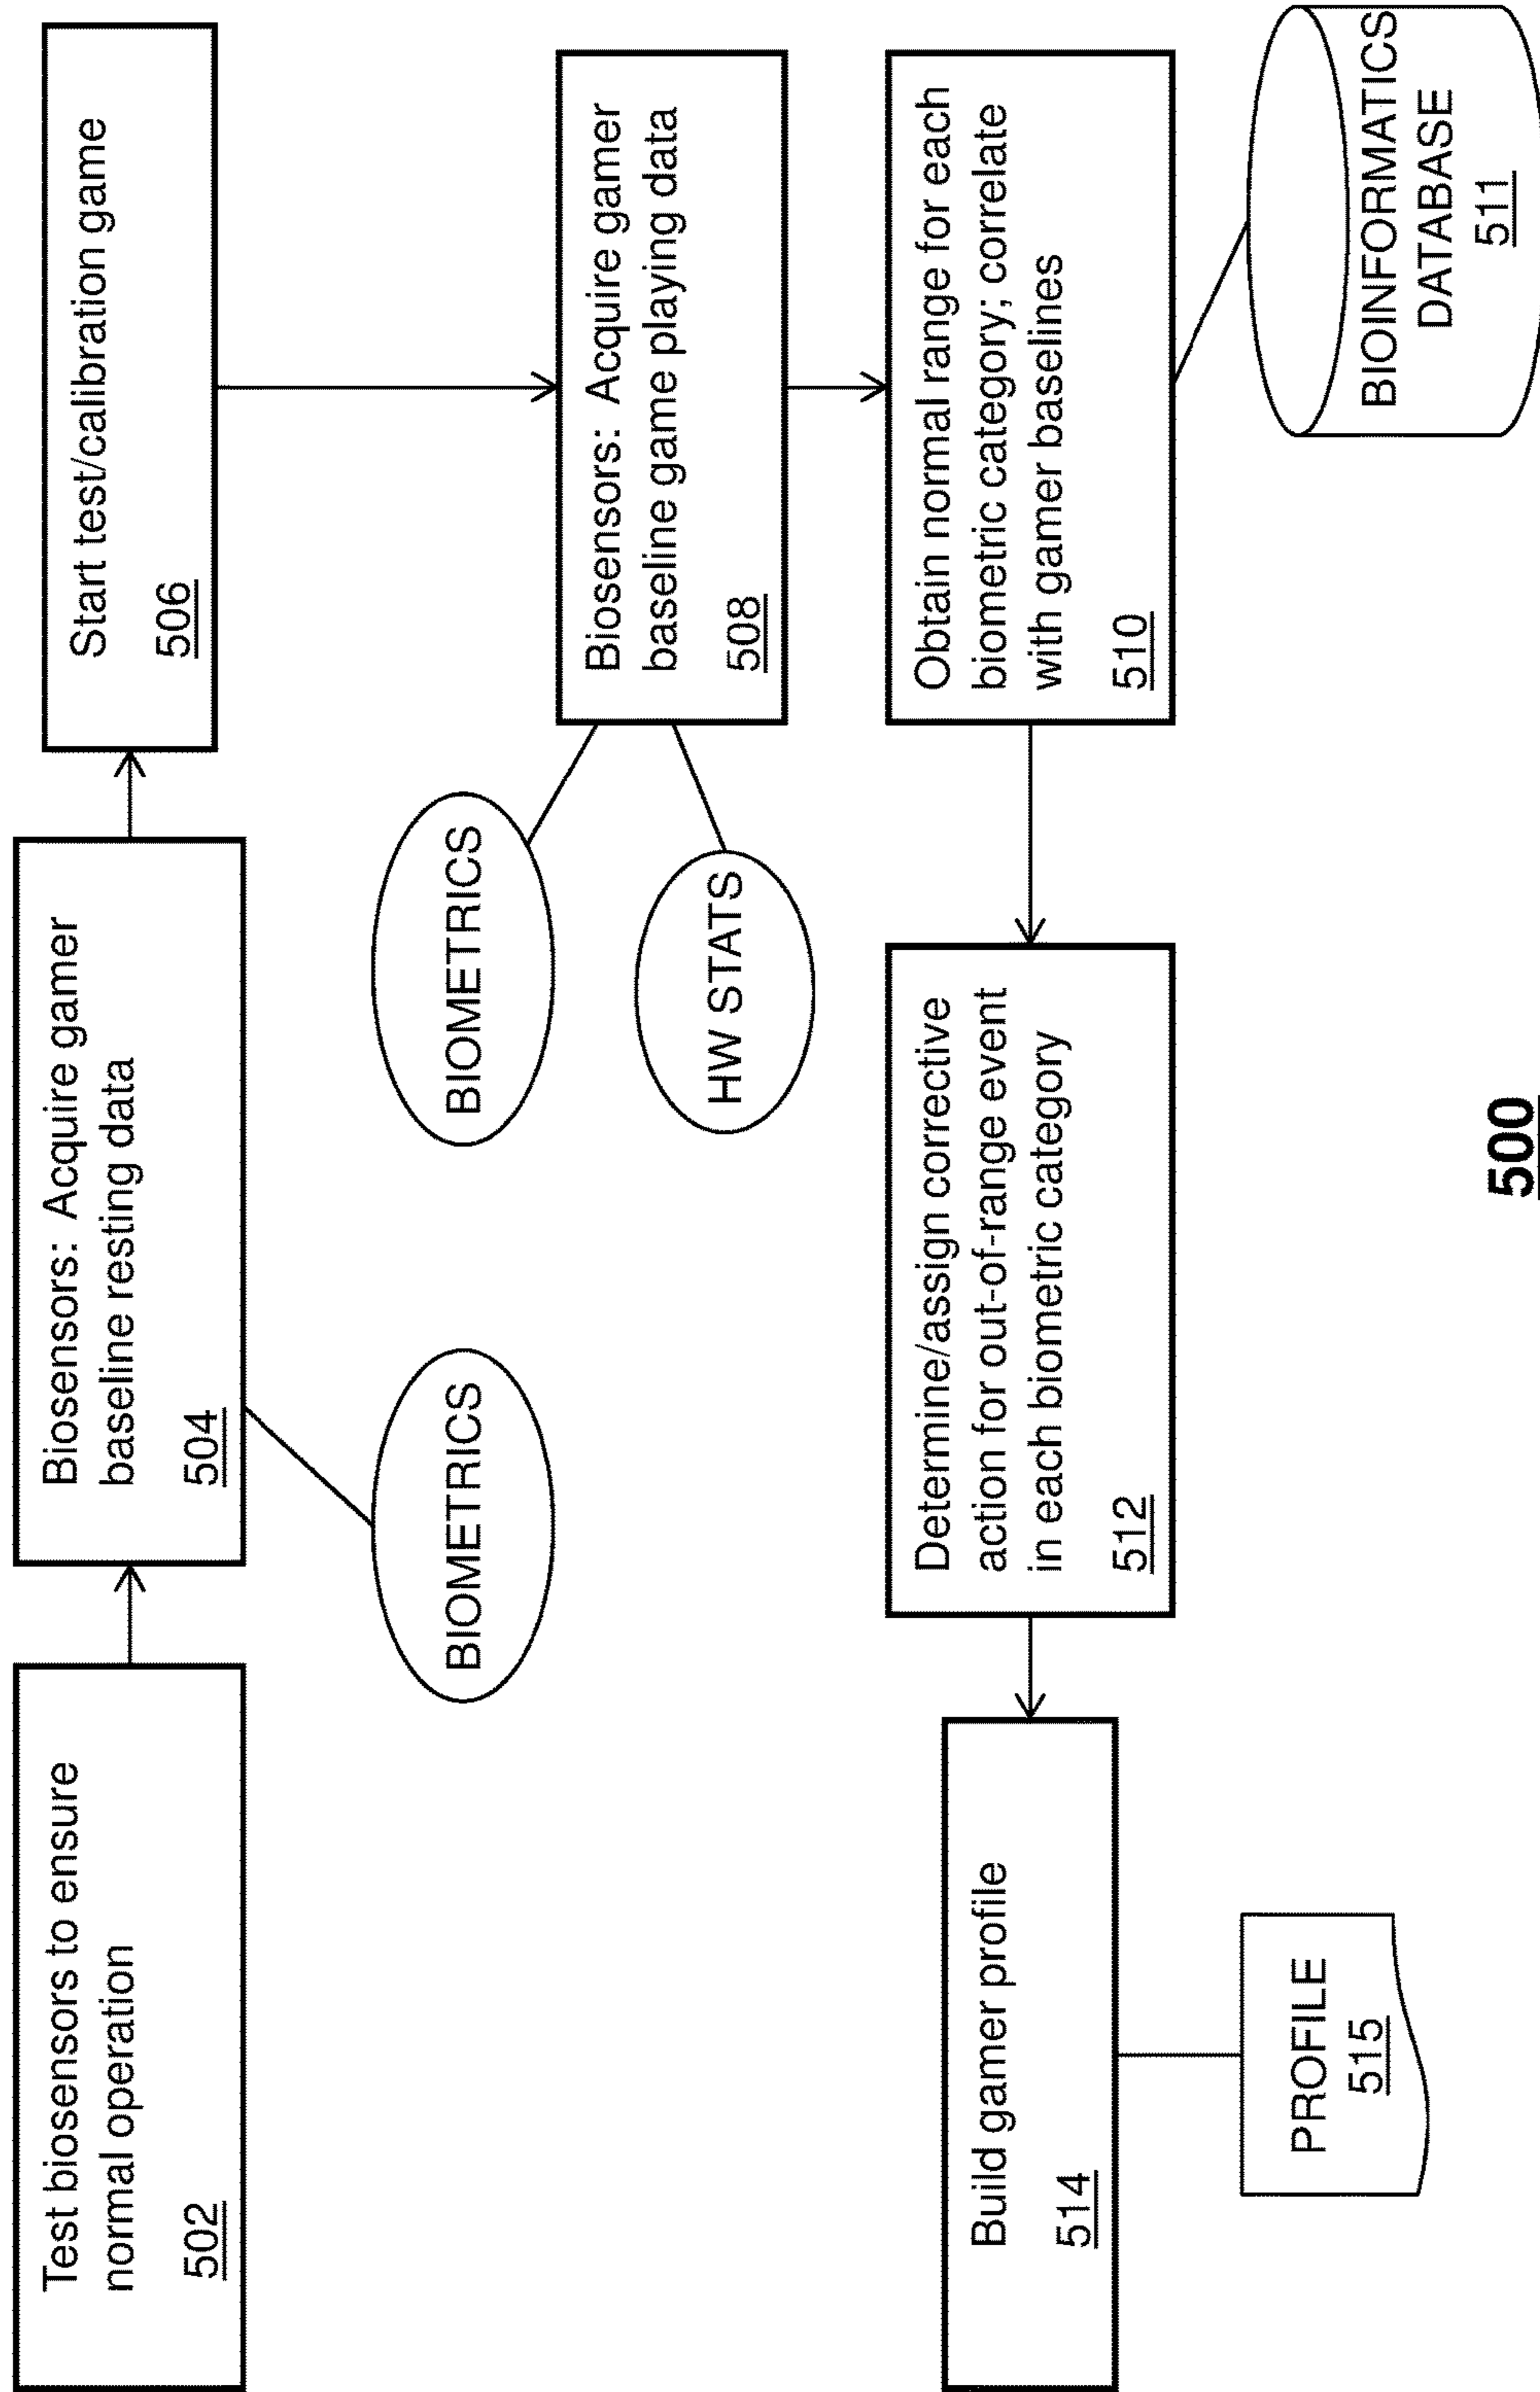 Test biosensors to ensure
normal operation
502
Biosensors: Acquire gamer
baseline resting data
504
Start test/calibration game
506
BIOMETRICS
BIOMETRICS
HW STATS
Biosensors: Acquire gamer
baseline game playing data
508
Obtain normal range for each
biometric category; correlate
with gamer baselines
510
BIOINFORMATICS
DATABASE
511
Determine/assign corrective
action for out-of-range event
in each biometric category
512
Build gamer profile
514
PROFILE
515
500